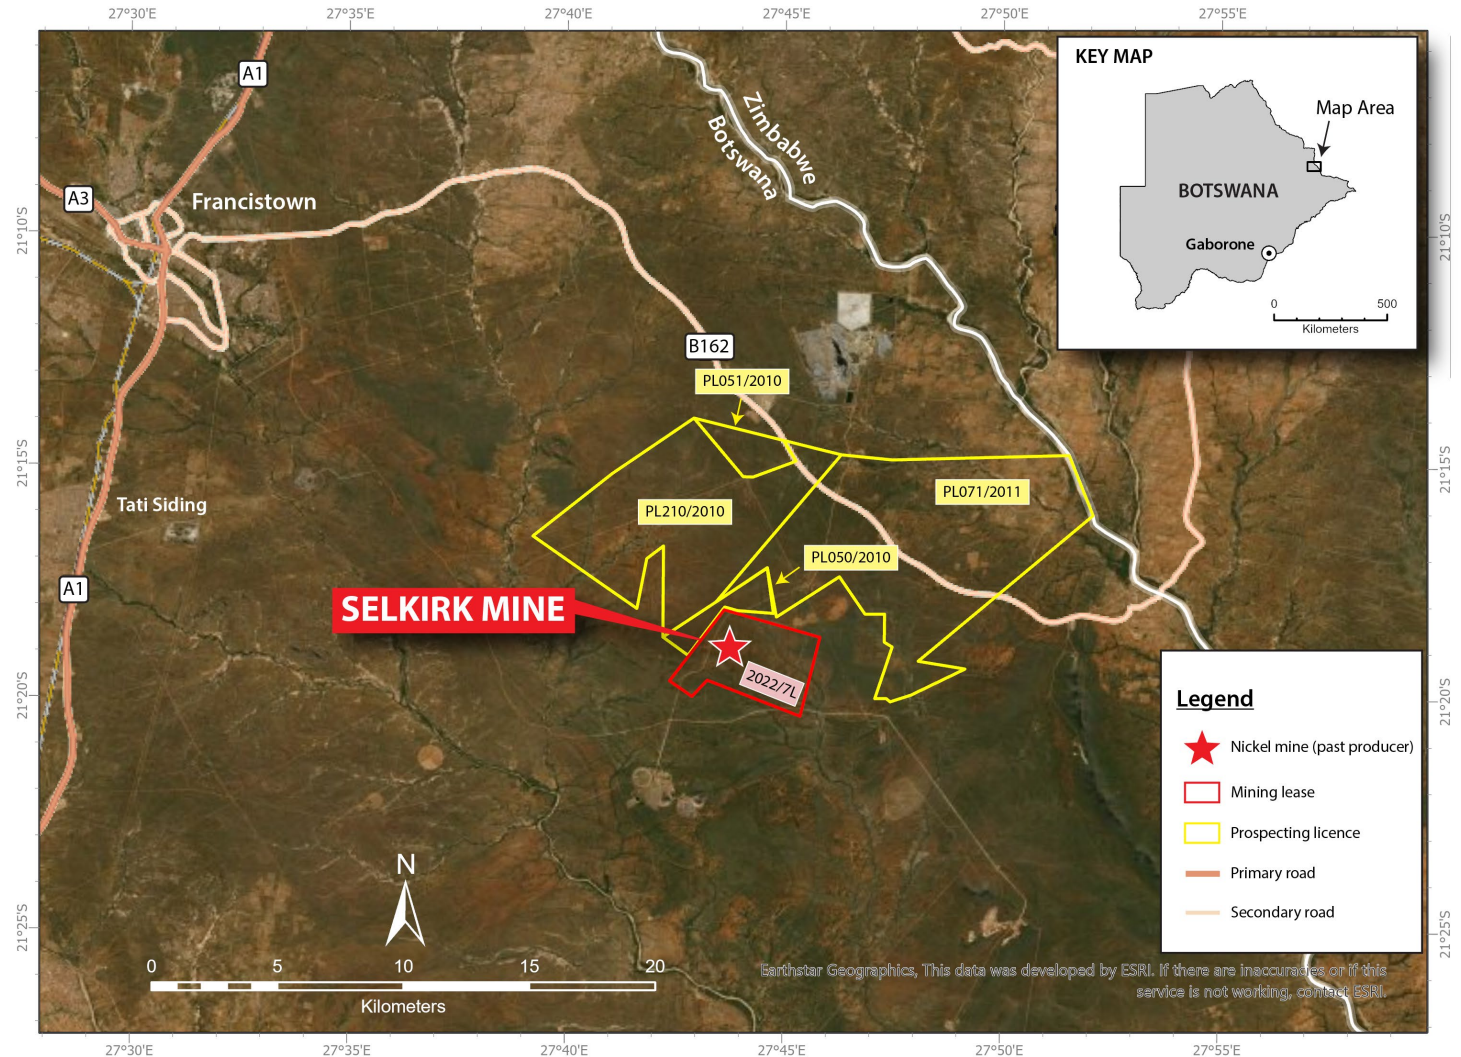 27°30'E 27°35'E 27°40'E 27°45'E 27°50'E 27°55'E
KEY MAP
Map Area
BOTSWANA
Gaborone
0 500
Kilometers
A1
Zimbabwe
Botswana
A3
Francistown
21°10'S
21°10'S
B162
PL051/2010
21°15'S
21°15'S
PL071/2011
PL210/2010
Tati Siding
PL050/2010
A1
SELKIRK MINE
2022/7L
21°20'S
21°20'S
Legend
Nickel mine (past producer)
Mining lease
Prospecting licence
Primary road
Secondary road
N
21°25'S
21°25'S
0 5 10 15 20
Kilometers
Earthstar Geographics, This data was developed by ESRI. If there are inaccuracies or if this
service is not working, contact ESRI.
27°30'E 27°35'E 27°40'E 27°45'E 27°50'E 27°55'E